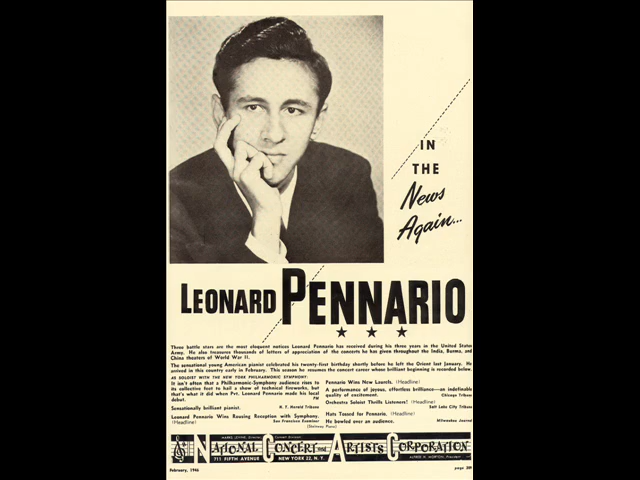 IN
THE
News
Again...
LEONARD PENNARIO
Three battle stars are the most eloquent notices Leonard Pennario has received during his three years in the United States
Army. He also treasures thousands of letters of appreciation of the concerts he has given throughout the India, Burma, and
China theaters of World War II.
The sensational young American pianist celebrated his twenty-first birthday shortly before he left the Orient last January. He
arrived in this country early in February. This season he resumes the concert career whose brilliant beginning is recorded below.
AS SOLOIST WITH THE NEW YORK PHILHARMONIC SYMPHONY:
It isn't often that a Philharmonic-Symphony audience rises to
its collective feet to hail a show of technical fireworks, but
that's what it did when Pvt. Leonard Pennario made his local
debut.
PM
Sensationally brilliant pianist.
N. Y. Herald Tribune
Leonard Pennario Wins Rousing Reception with Symphony.
(Headline)
San Francisco Examiner
(Steinway Piano)
Pennario Wins New Laurels. (Headline)
A performance of joyous, effortless brilliance—an indefinable
quality of excitement.
Chicago Tribune
Orchestra Soloist Thrills Listeners! (Headline)
Salt Lake City Tribune
Hats Tossed for Pennario. (Headline)
He bowled over an audience.
Milwaukee Journal
NATIONAL CONCERT and ARTISTS CORPORATION
711 FIFTH AVENUE NEW YORK 22, N. Y.
ALFRED H. MORTON, President
February, 1946
page